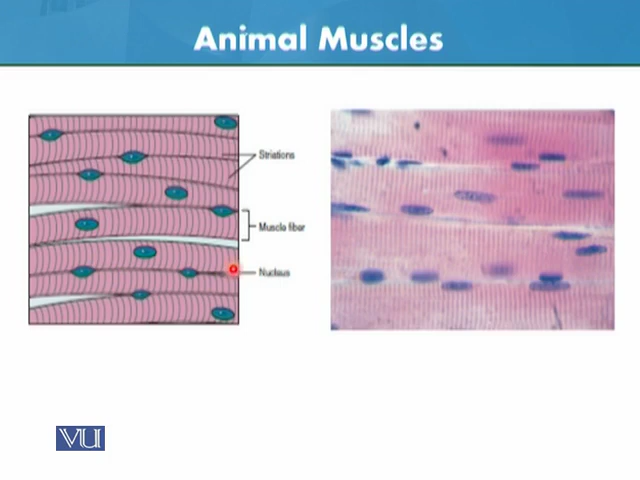 Animal Muscles
Striations
Muscle fiber
Nucleus
VU